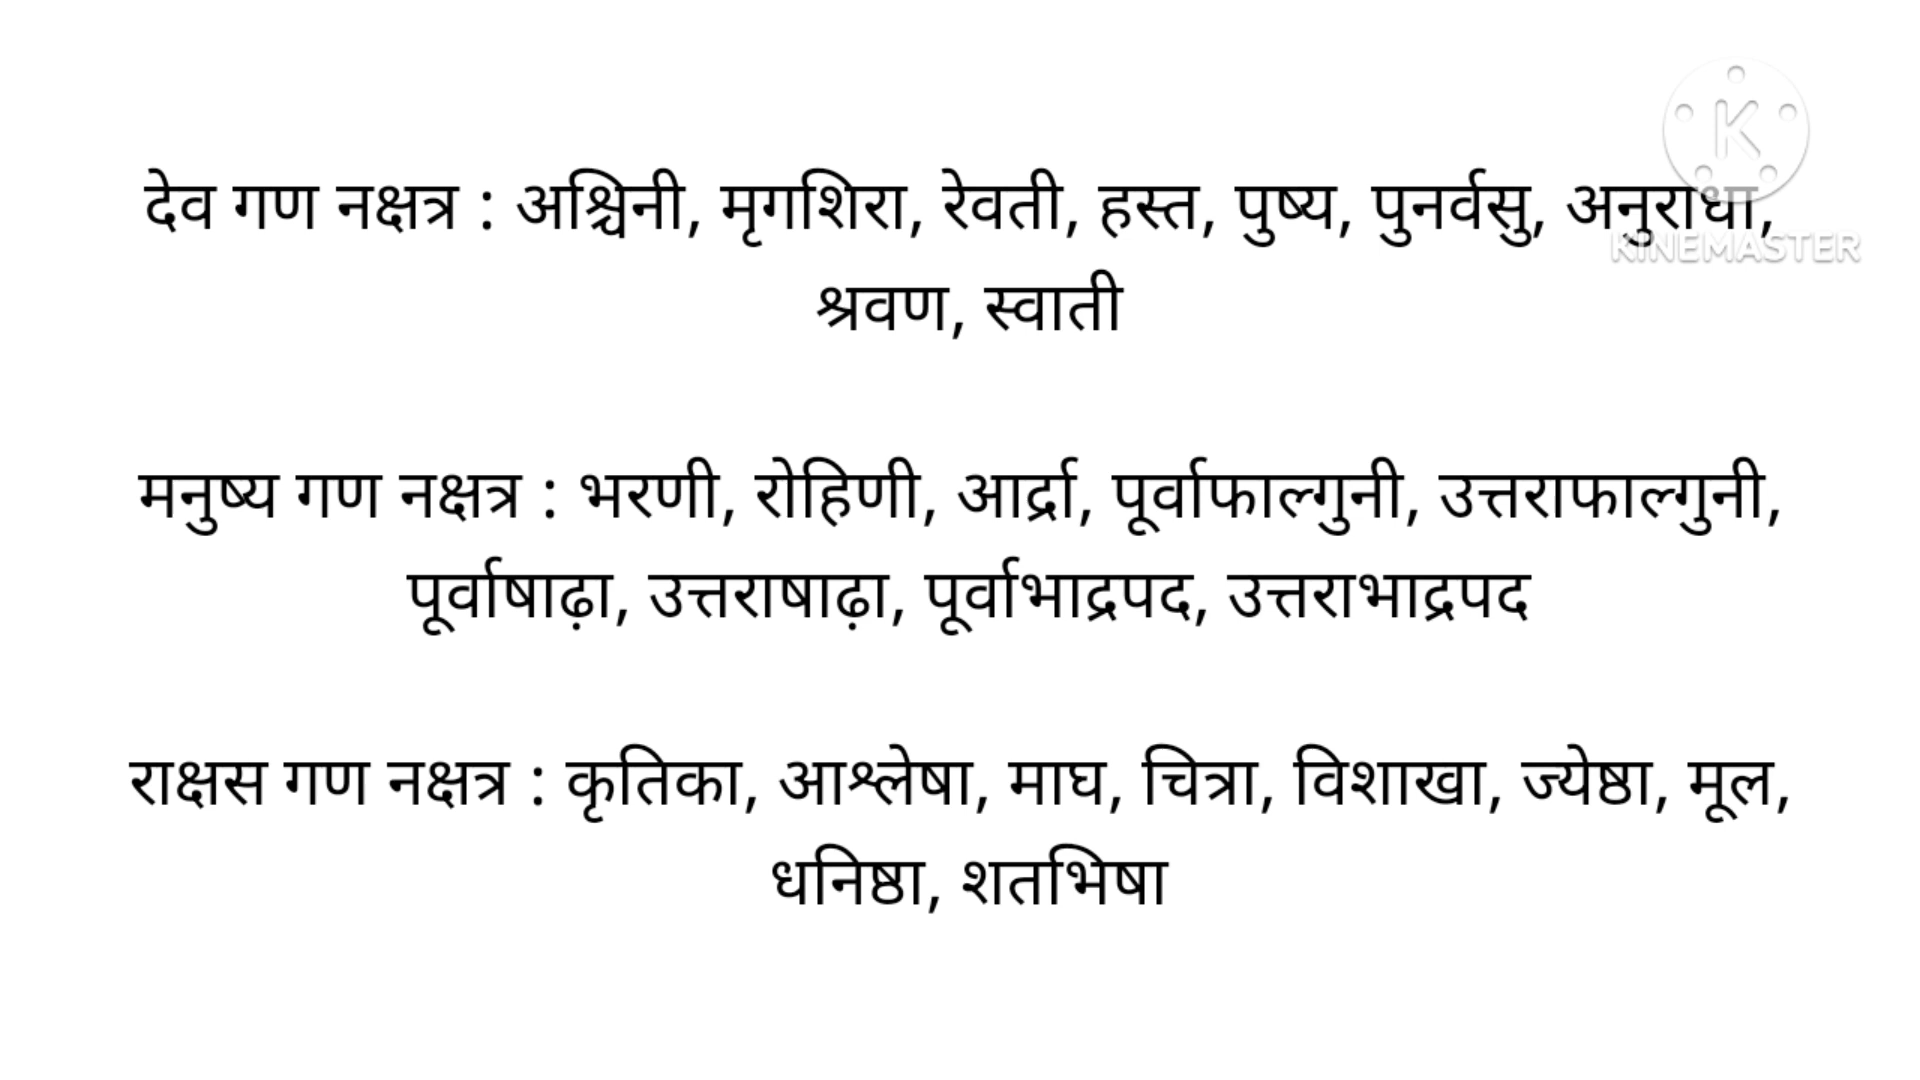 देव गण नक्षत्र : अश्विनी, मृगशिरा, रेवती, हस्त, पुष्य, पुनर्वसु, अनुराधा,
श्रवण, स्वाती
मनुष्य गण नक्षत्र : भरणी, रोहिणी, आर्द्रा, पूर्वाफाल्गुनी, उत्तराफाल्गुनी,
पूर्वाषाढ़ा, उत्तराषाढ़ा, पूर्वाभाद्रपद, उत्तराभाद्रपद
राक्षस गण नक्षत्र : कृतिका, आश्लेषा, माघ, चित्रा, विशाखा, ज्येष्ठा, मूल,
धनिष्ठा, शतभिषा
K
KINEMASTER